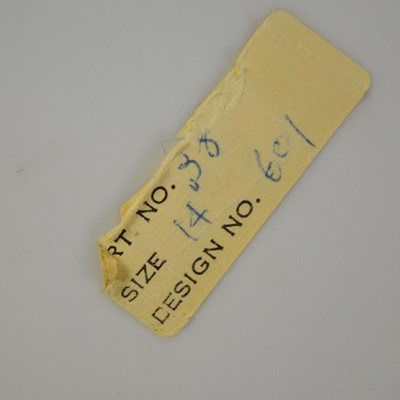 RT. NO. 38
SIZE 14
DESIGN NO. 601